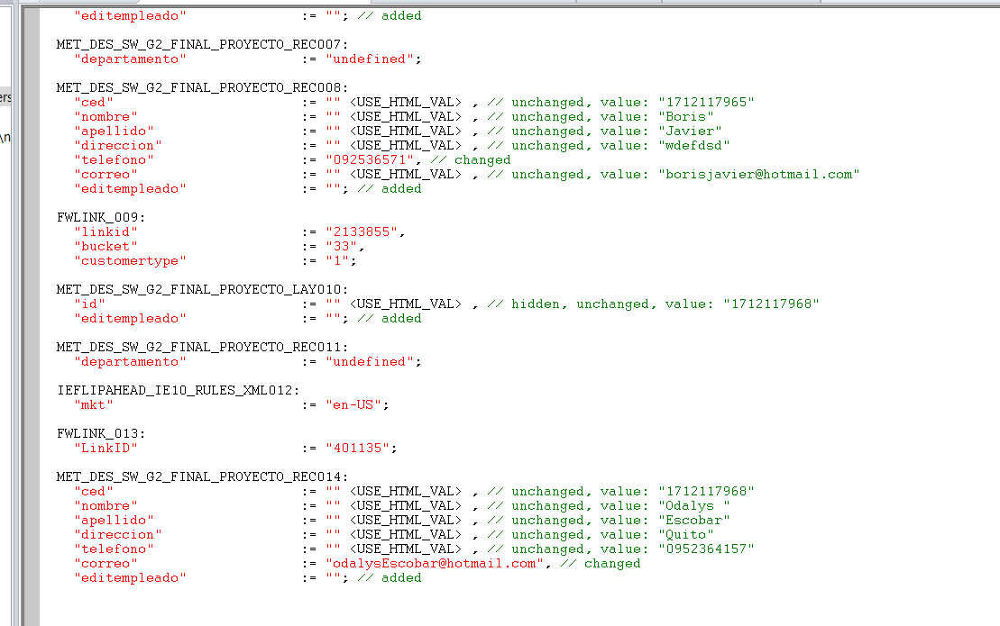 "editempleado" := ""; // added
MET_DES_SW_G2_FINAL_PROYECTO_REC007:
"departamento" := "undefined";
MET_DES_SW_G2_FINAL_PROYECTO_REC008:
"ced" := "" <USE_HTML_VAL> , // unchanged, value: "1712117965"
"nombre" := "" <USE_HTML_VAL> , // unchanged, value: "Boris"
"apellido" := "" <USE_HTML_VAL> , // unchanged, value: "Javier"
"direccion" := "" <USE_HTML_VAL> , // unchanged, value: "wdefdsd"
"telefono" := "092536571", // changed
"correo" := "" <USE_HTML_VAL> , // unchanged, value: "borisjavier@hotmail.com"
"editempleado" := ""; // added
FWLINK_009:
"linkid" := "2133855",
"bucket" := "33",
"customertype" := "1";
MET_DES_SW_G2_FINAL_PROYECTO_LAY010:
"id" := "" <USE_HTML_VAL> , // hidden, unchanged, value: "1712117968"
"editempleado" := ""; // added
MET_DES_SW_G2_FINAL_PROYECTO_REC011:
"departamento" := "undefined";
IEFLIPAHEAD_IE10_RULES_XML012:
"mkt" := "en-US";
FWLINK_013:
"LinkID" := "401135";
MET_DES_SW_G2_FINAL_PROYECTO_REC014:
"ced" := "" <USE_HTML_VAL> , // unchanged, value: "1712117968"
"nombre" := "" <USE_HTML_VAL> , // unchanged, value: "Odalys "
"apellido" := "" <USE_HTML_VAL> , // unchanged, value: "Escobar"
"direccion" := "" <USE_HTML_VAL> , // unchanged, value: "Quito"
"telefono" := "" <USE_HTML_VAL> , // unchanged, value: "0952364157"
"correo" := "odalysEscobar@hotmail.com", // changed
"editempleado" := ""; // added